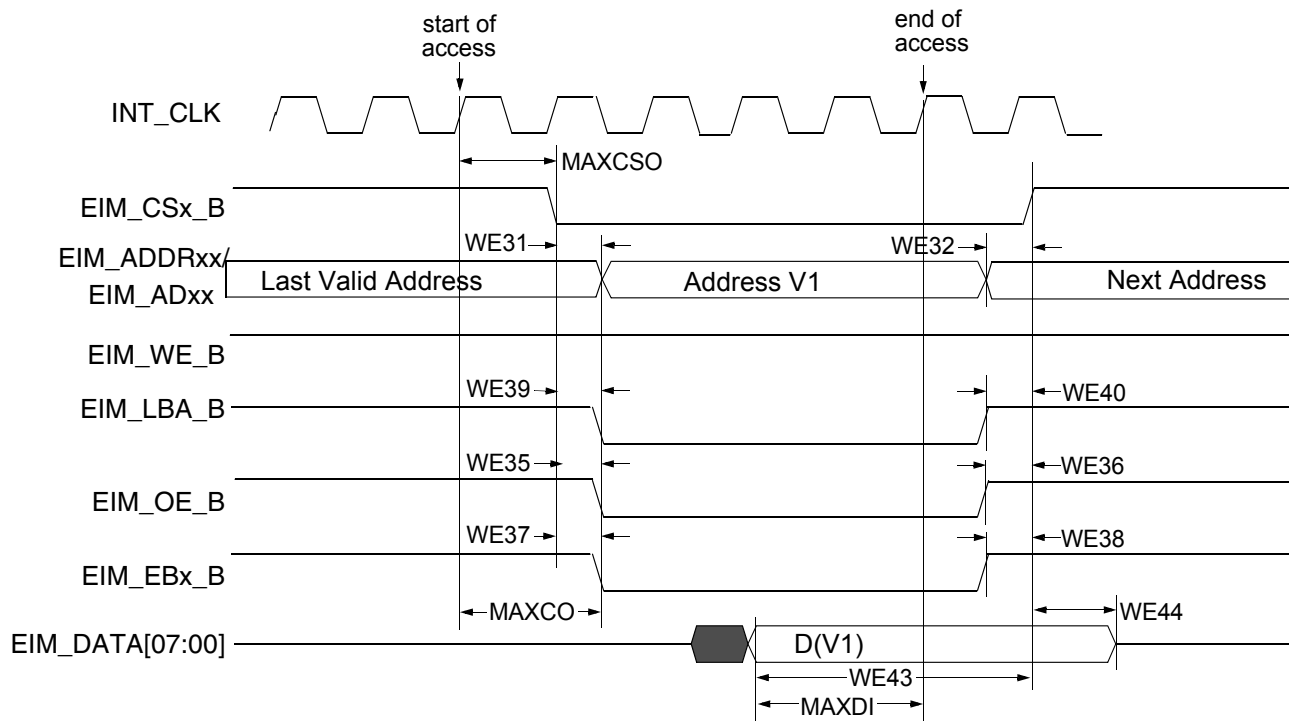 start of
access
end of
access
INT_CLK
MAXCSO
EIM_CSx_B
WE31
WE32
EIM_ADDRxx/
EIM_ADxx
Last Valid Address
Address V1
Next Address
EIM_WE_B
WE39
WE40
EIM_LBA_B
WE35
WE36
EIM_OE_B
WE37
WE38
EIM_EBx_B
MAXCO
WE44
EIM_DATA[07:00]
D(V1)
WE43
MAXDI